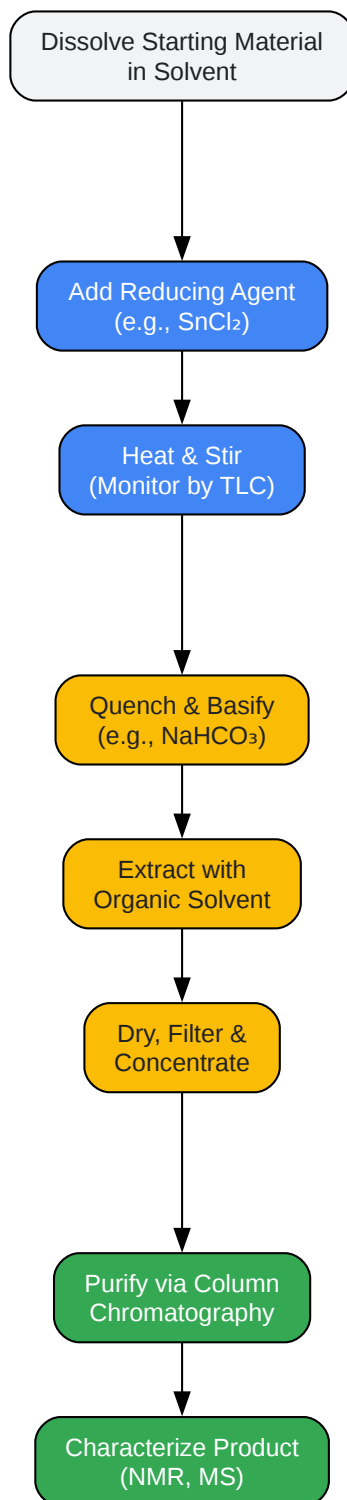 Dissolve Starting Material
in Solvent
Add Reducing Agent
(e.g., SnCl₂)
Heat & Stir
(Monitor by TLC)
Quench & Basify
(e.g., NaHCO₃)
Extract with
Organic Solvent
Dry, Filter &
Concentrate
Purify via Column
Chromatography
Characterize Product
(NMR, MS)